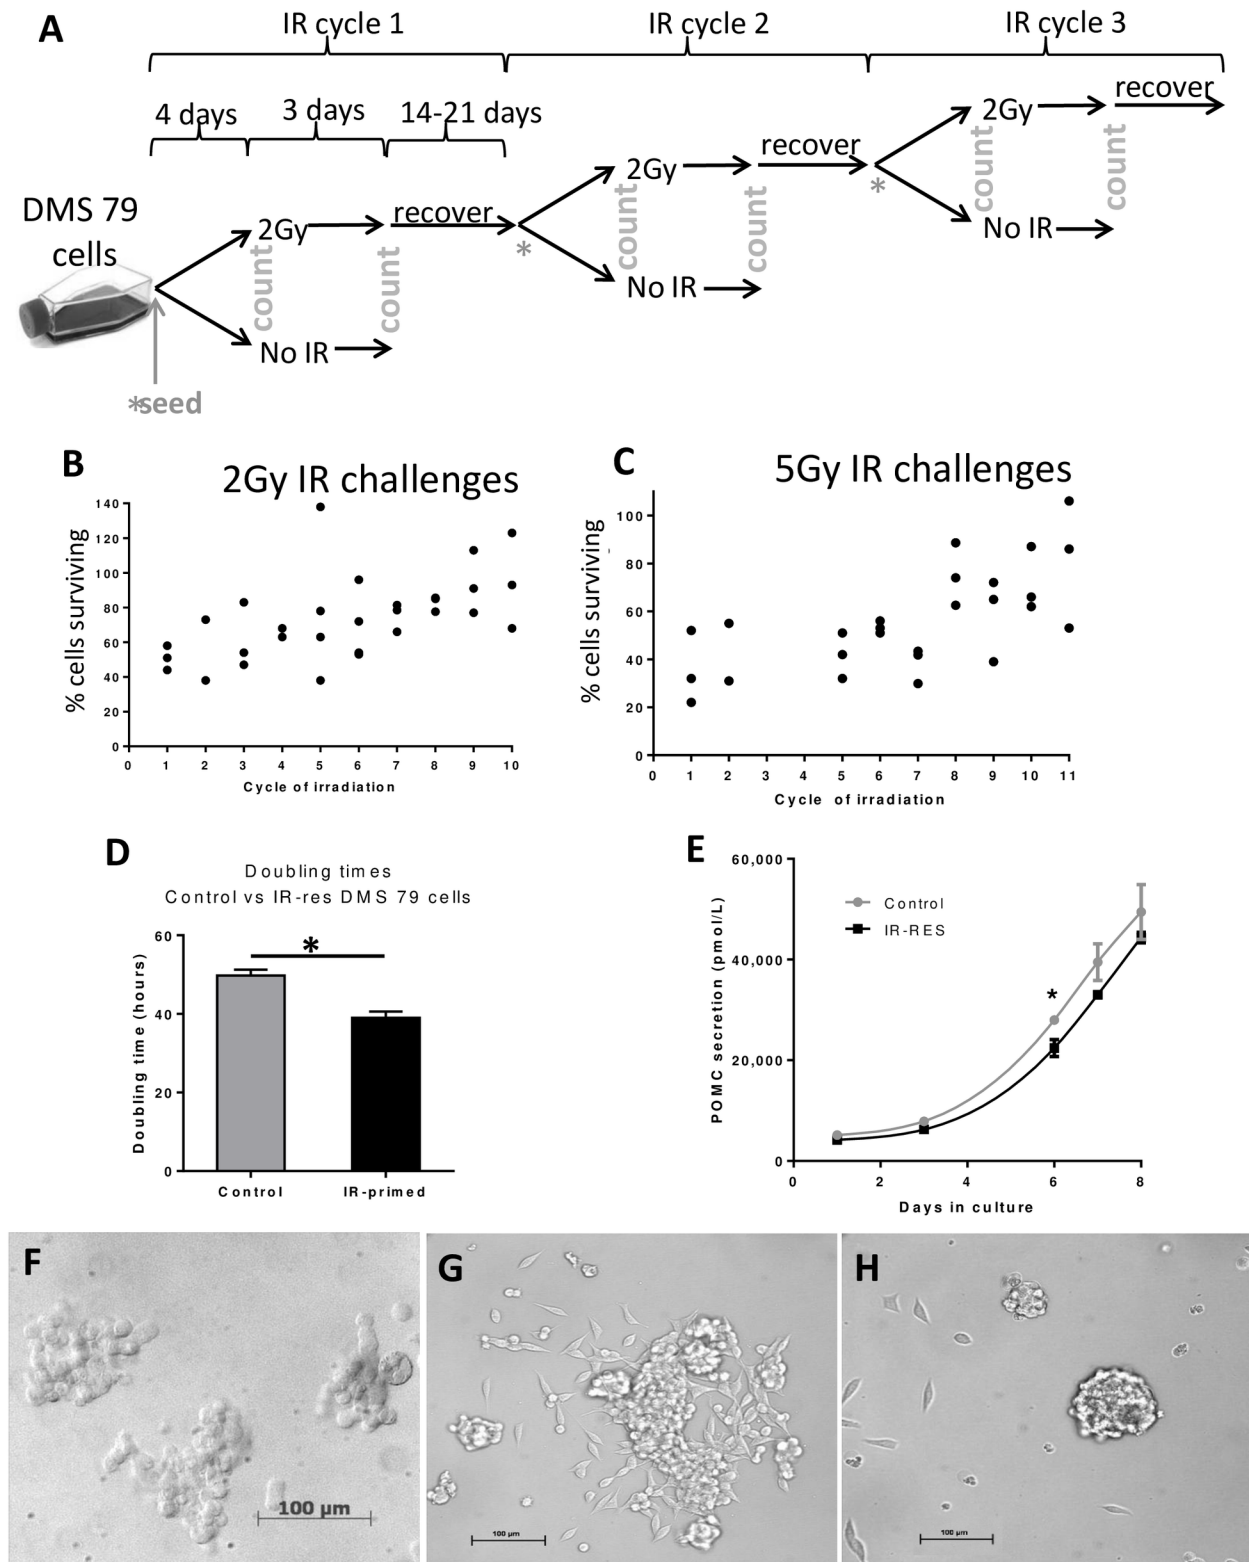 A
IR cycle 1
IR cycle 2
IR cycle 3
4 days
3 days
14-21 days
DMS 79
cells
2Gy
recover
count
count
No IR
*seed
*
2Gy
recover
count
count
No IR
*
2Gy
recover
count
count
No IR
B
2Gy IR challenges
% cells surviving
140
120
100
80
60
40
20
0
0 1 2 3 4 5 6 7 8 9 10
Cycle of irradiation
C
5Gy IR challenges
% cells surviving
100
80
60
40
20
0
0 1 2 3 4 5 6 7 8 9 10 11
Cycle of irradiation
D
Doubling times
Control vs IR-res DMS 79 cells
Doubling time (hours)
60
40
20
0
*
Control IR-primed
E
POMC secretion (pmol/L)
60,000
40,000
20,000
0
Control
IR-RES
*
0 2 4 6 8
Days in culture
F
100 µm
G
100 µm
H
100 µm